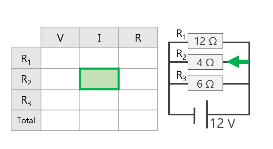 V I R
R1
R2
R3
Total
R1 12 Ω
R2 4 Ω
R3 6 Ω
12 V